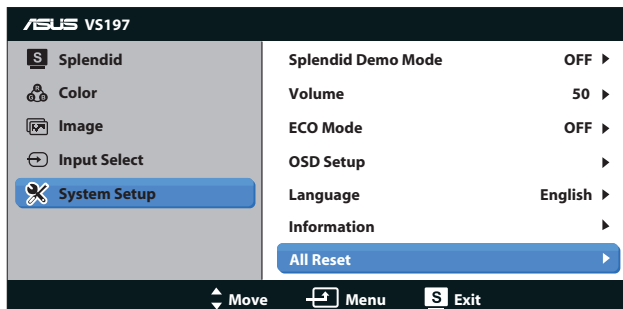 ASUS VS197
S Splendid
R G B Color
Image
Input Select
System Setup
Splendid Demo Mode OFF
Volume 50
ECO Mode OFF
OSD Setup
Language English
Information
All Reset
Move Menu S Exit